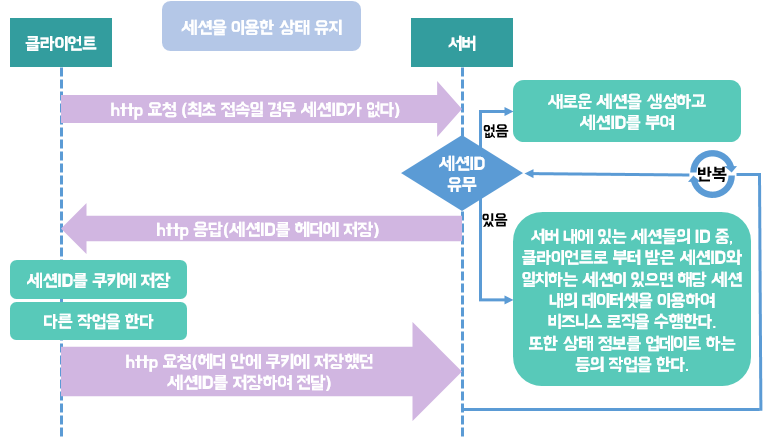 세션을 이용한 상태 유지
클라이언트
서버
http 요청 (최초 접속일 경우 세션ID가 없다)
새로운 세션을 생성하고
세션ID를 부여
없음
세션ID
유무
반복
있음
http 응답(세션ID를 헤더에 저장)
서버 내에 있는 세션들의 ID 중,
클라이언트로 부터 받은 세션ID와
일치하는 세션이 있으면 해당 세션
내의 데이터셋을 이용하여
비즈니스 로직을 수행한다.
또한 상태 정보를 업데이트 하는
등의 작업을 한다.
세션ID를 쿠키에 저장
다른 작업을 한다
http 요청(헤더 안에 쿠키에 저장했던
세션ID를 저장하여 전달)